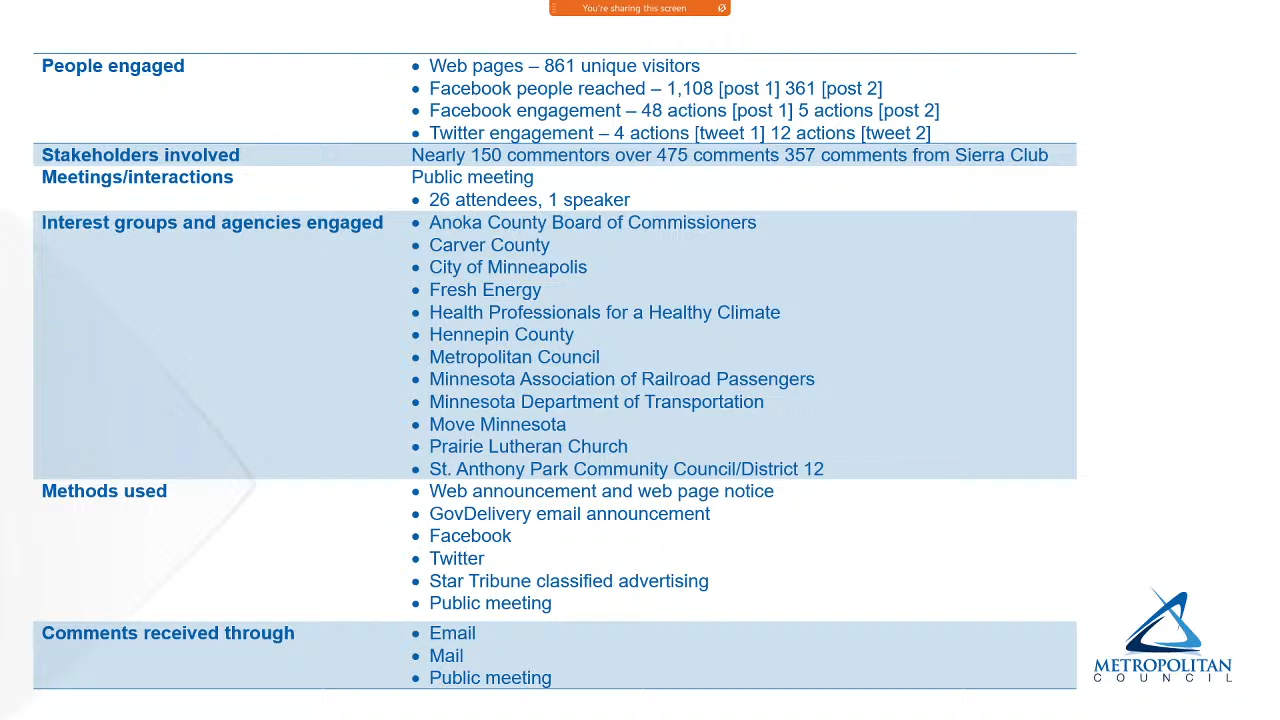 You're sharing this screen
People engaged
• Web pages – 861 unique visitors
• Facebook people reached – 1,108 [post 1] 361 [post 2]
• Facebook engagement – 48 actions [post 1] 5 actions [post 2]
• Twitter engagement – 4 actions [tweet 1] 12 actions [tweet 2]
Stakeholders involved
Nearly 150 commentors over 475 comments 357 comments from Sierra Club
Meetings/interactions
Public meeting
• 26 attendees, 1 speaker
Interest groups and agencies engaged
• Anoka County Board of Commissioners
• Carver County
• City of Minneapolis
• Fresh Energy
• Health Professionals for a Healthy Climate
• Hennepin County
• Metropolitan Council
• Minnesota Association of Railroad Passengers
• Minnesota Department of Transportation
• Move Minnesota
• Prairie Lutheran Church
• St. Anthony Park Community Council/District 12
Methods used
• Web announcement and web page notice
• GovDelivery email announcement
• Facebook
• Twitter
• Star Tribune classified advertising
• Public meeting
Comments received through
• Email
• Mail
• Public meeting
METROPOLITAN
COUNCIL